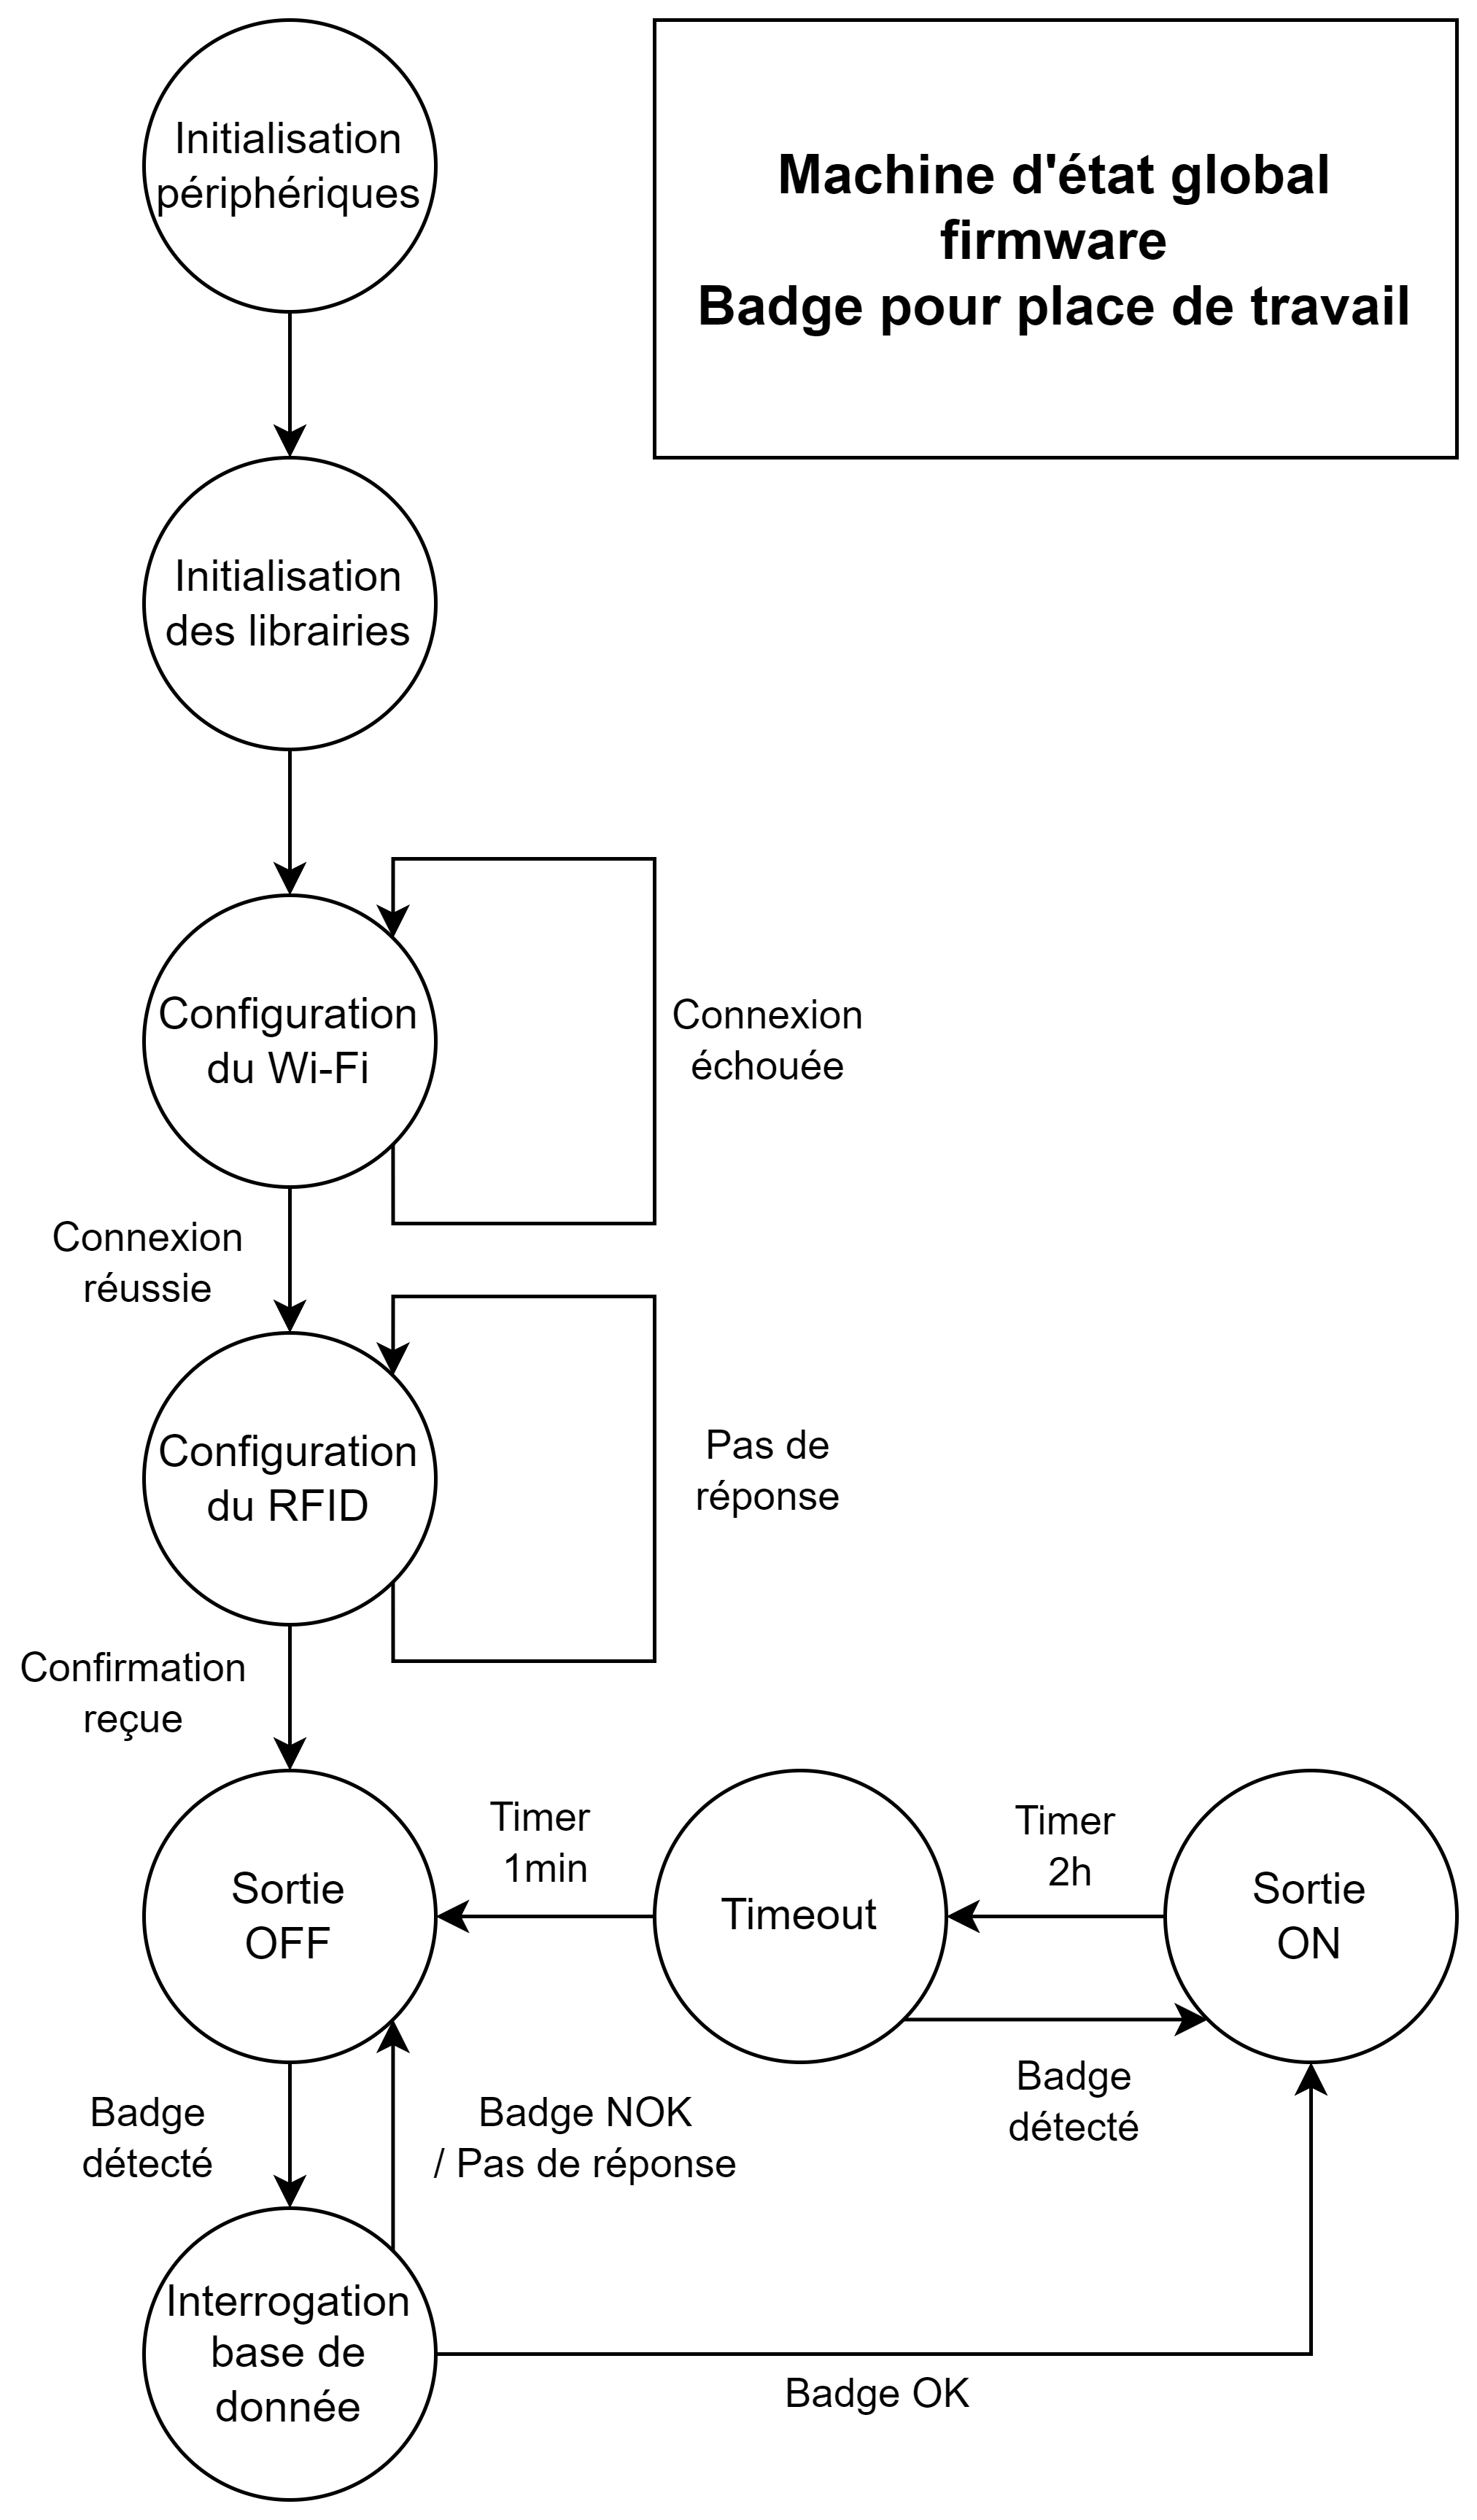 Initialisation
périphériques
Machine d'état global
firmware
Badge pour place de travail
Initialisation
des librairies
Configuration
du Wi-Fi
Connexion
échouée
Connexion
réussie
Configuration
du RFID
Pas de
réponse
Confirmation
reçue
Sortie
OFF
Timer
1min
Timeout
Timer
2h
Sortie
ON
Badge
détecté
Badge NOK
/ Pas de réponse
Badge
détecté
Interrogation
base de
donnée
Badge OK